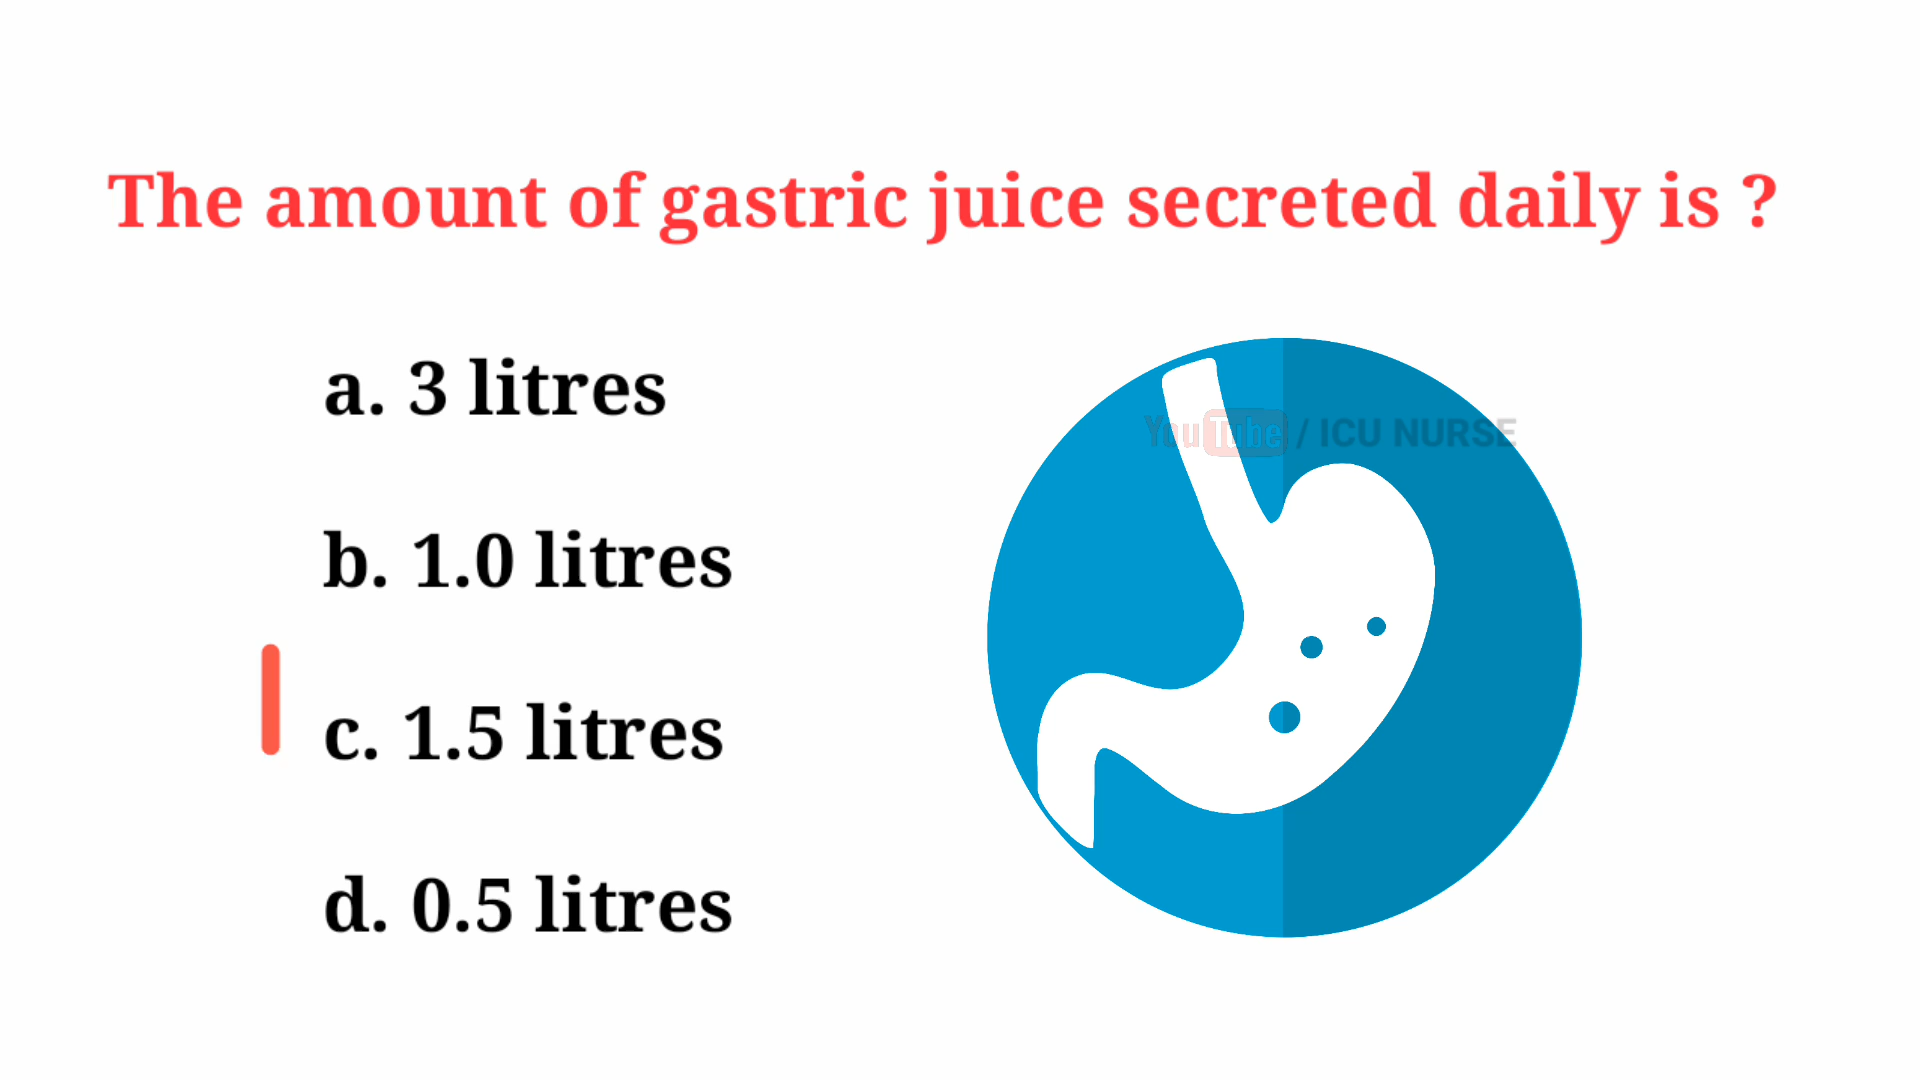 The amount of gastric juice secreted daily is ?
a. 3 litres
YouTube / ICU NURSE
b. 1.0 litres
c. 1.5 litres
d. 0.5 litres